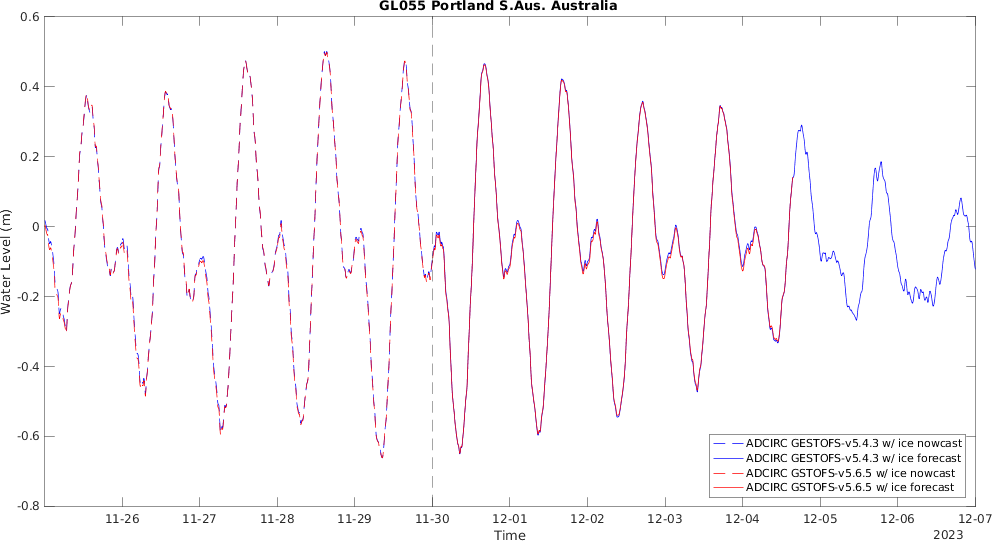 GL055 Portland S.Aus. Australia
0.6
0.4
0.2
0
-0.2
-0.4
-0.6
-0.8
Water Level (m)
ADCIRC GESTOFS-v5.4.3 w/ ice nowcast
ADCIRC GESTOFS-v5.4.3 w/ ice forecast
ADCIRC GSTOFS-v5.6.5 w/ ice nowcast
ADCIRC GSTOFS-v5.6.5 w/ ice forecast
11-26 11-27 11-28 11-29 11-30 12-01 12-02 12-03 12-04 12-05 12-06 12-07
Time
2023